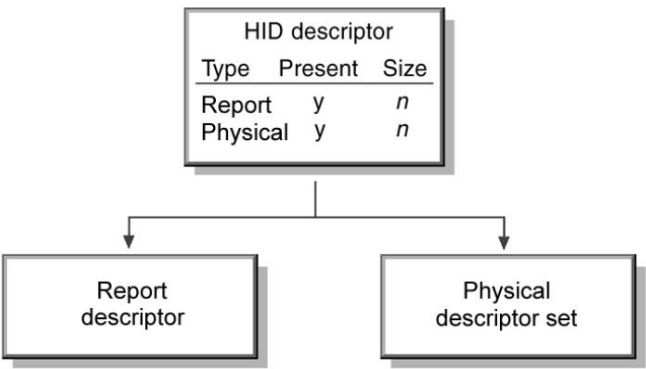 HID descriptor
Type Present Size
Report y n
Physical y n
Report
descriptor
Physical
descriptor set